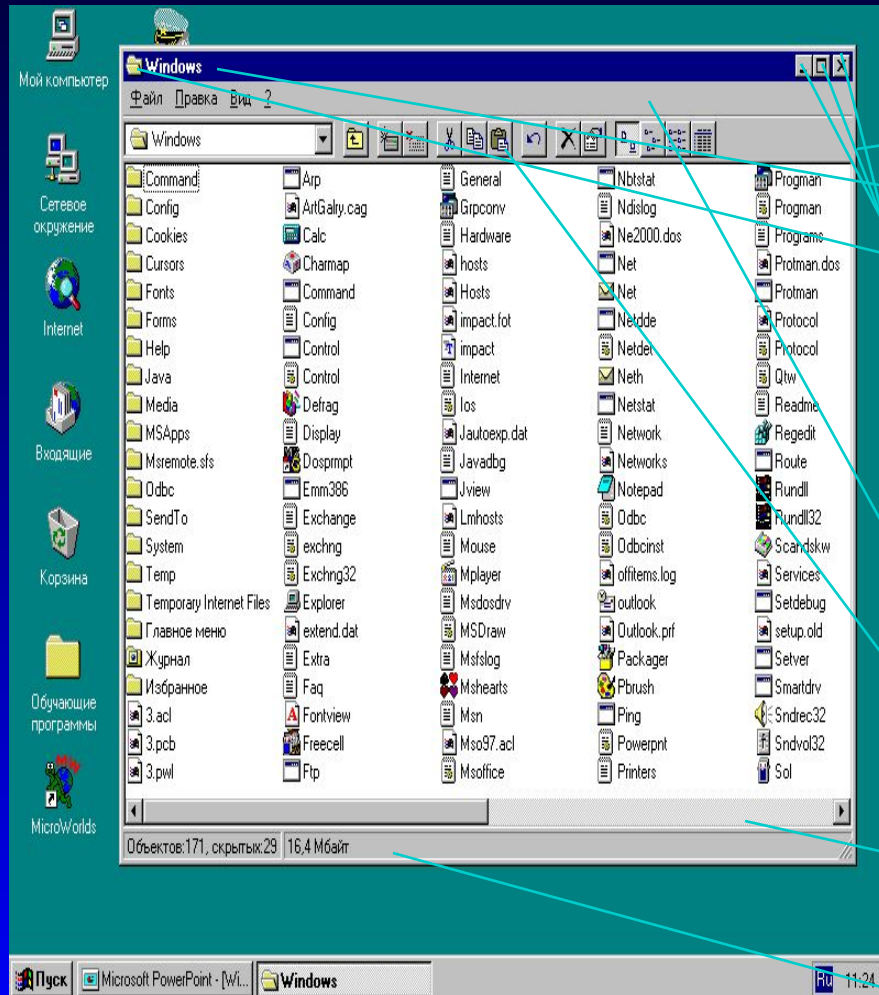 Мой компьютер
Сетевое
окружение
Internet
Входящие
Корзина
Обучающие
программы
MicroWorlds
Windows
Файл Правка Вид ?
Windows
Command
Config
Cookies
Cursors
Fonts
Forms
Help
Java
Media
MSApps
Msremote.sfs
Odbc
SendTo
System
Temp
Temporary Internet Files
Главное меню
Журнал
Избранное
3.acl
3.pcb
3.pwl
Arp
ArtGalry.cag
Calc
Charmap
Command
Config
Control
Control
Defrag
Display
Dosprmpt
Emm386
Exchange
exchng
Exchng32
Explorer
extend.dat
Extra
Faq
Fontview
Freecell
Ftp
General
Grpconv
Hardware
hosts
Hosts
impact.fot
impact
Internet
Ios
Jautoexp.dat
Javadbg
Jview
Lmhosts
Mouse
Mplayer
Msdosdrv
MSDraw
Msfslog
Mshearts
Msn
Mso97.acl
Msoffice
Nbtstat
Ndislog
Ne2000.dos
Net
Net
Netdde
Netdet
Neth
Netstat
Network
Networks
Notepad
Odbc
Odbcinst
offitems.log
outlook
Outlook.prf
Packager
Pbrush
Ping
Powerpnt
Printers
Progman
Progman
Programs
Protman.dos
Protman
Protocol
Protocol
Qtw
Readme
Regedit
Route
Rundll
Rundll32
Scandskw
Services
Setdebug
setup.old
Setver
Smartdrv
Sndrec32
Sndvol32
Sol
Объектов:171, скрытых:29 16,4 Мбайт
Пуск Microsoft PowerPoint - [Wi... Windows Ru 11:24